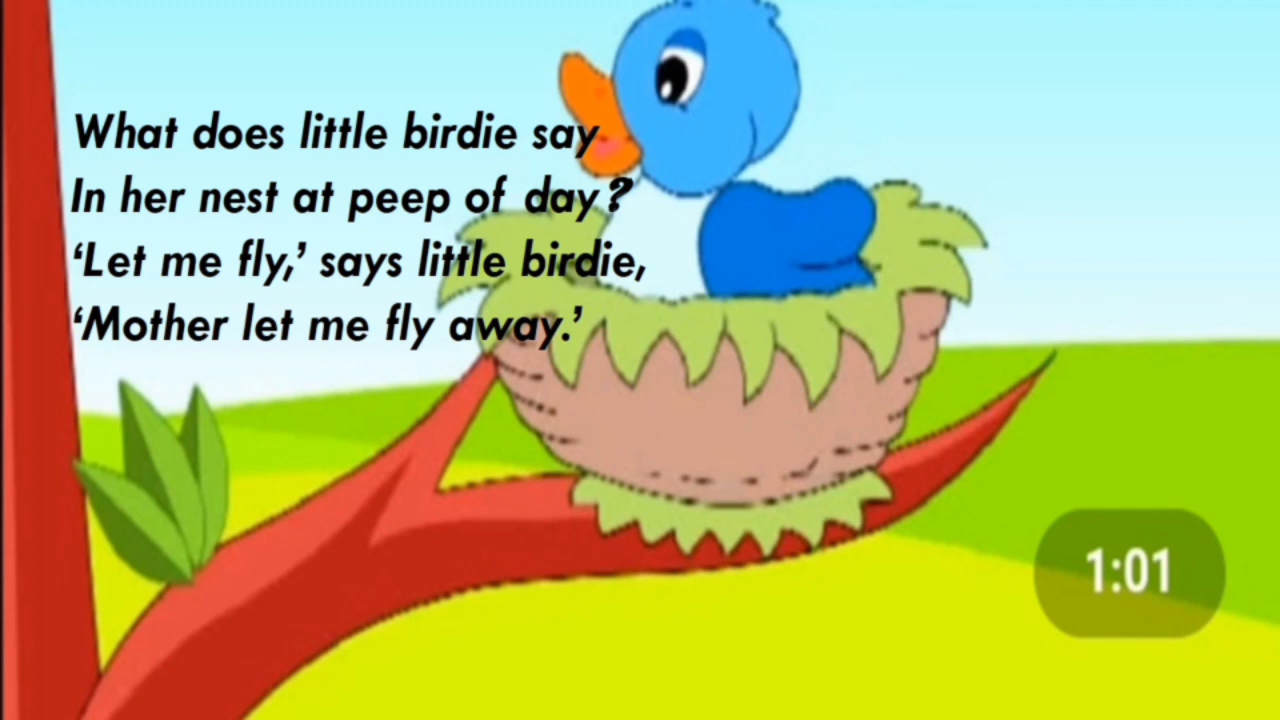 What does little birdie say
In her nest at peep of day?
‘Let me fly,’ says little birdie,
‘Mother let me fly away.’
1:01